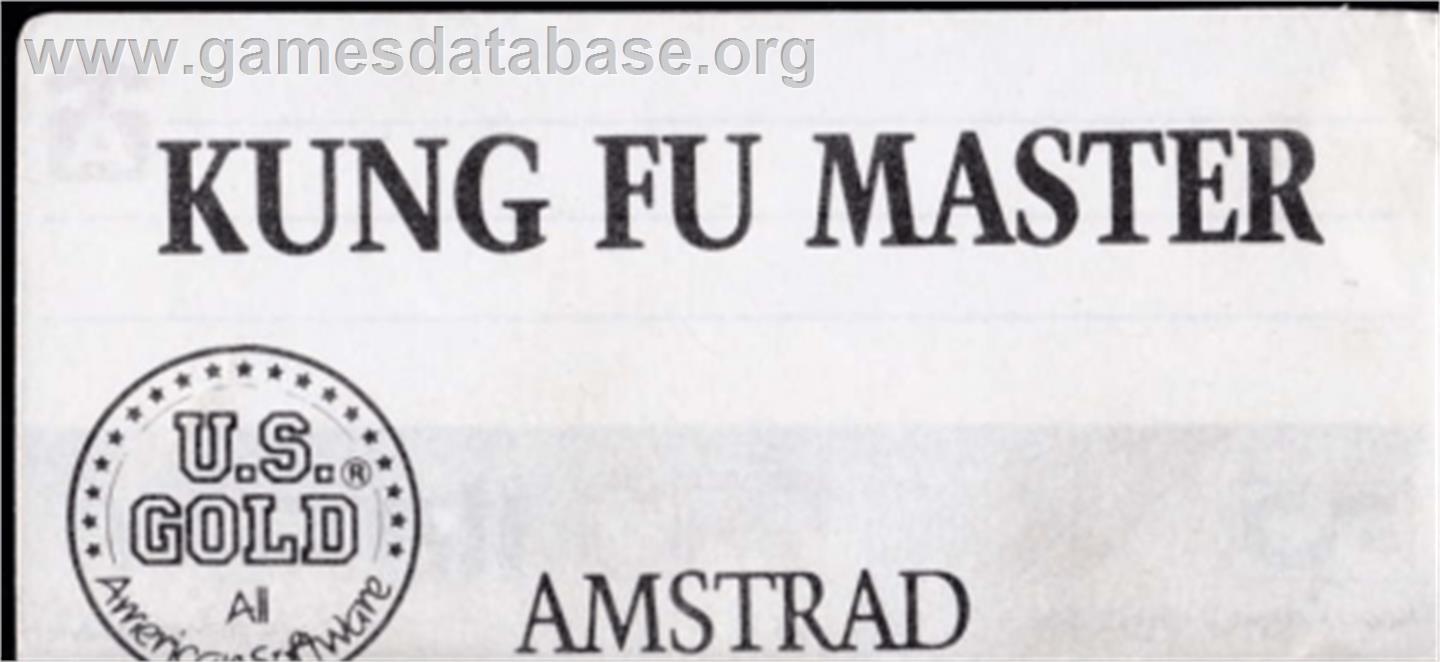 www.gamesdatabase.org
KUNG FU MASTER
U.S.®
GOLD
All
American software
AMSTRAD